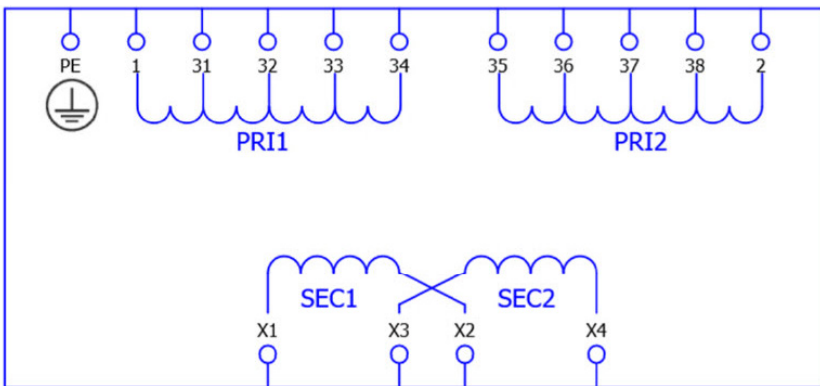 PE 1 31 32 33 34 35 36 37 38 2
PRI1 PRI2
SEC1 SEC2
X1 X3 X2 X4